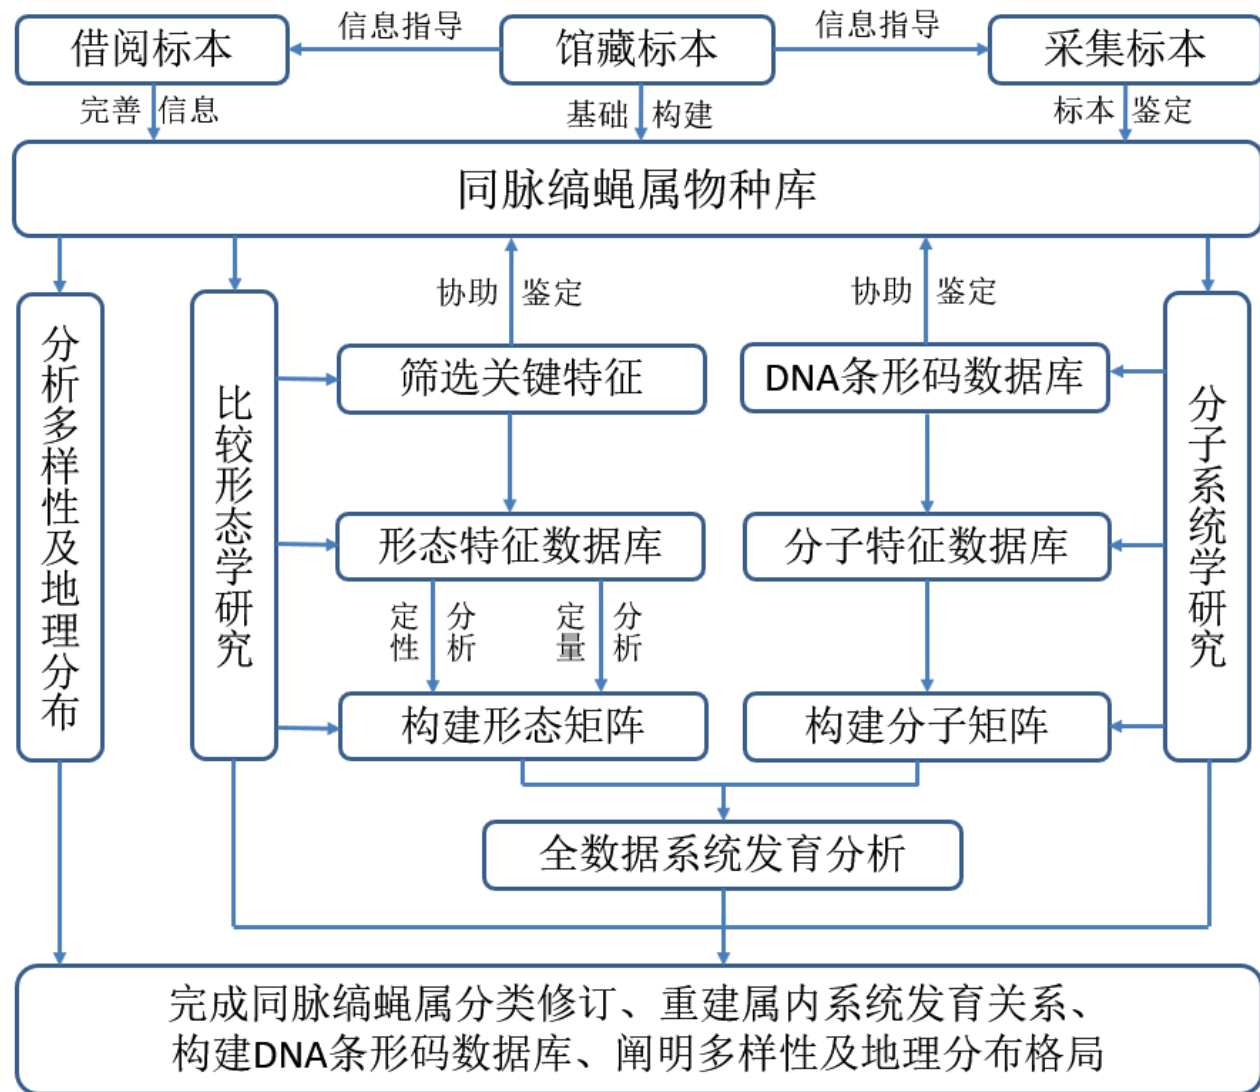 信息指导
信息指导
借阅标本
馆藏标本
采集标本
完善 信息
基础 构建
标本 鉴定
同脉缟蝇属物种库
协助 鉴定
协助 鉴定
分析多样性及地理分布
比较形态学研究
筛选关键特征
DNA条形码数据库
分子系统学研究
形态特征数据库
分子特征数据库
定性 分析
定量 分析
构建形态矩阵
构建分子矩阵
全数据系统发育分析
完成同脉缟蝇属分类修订、重建属内系统发育关系、
构建DNA条形码数据库、阐明多样性及地理分布格局